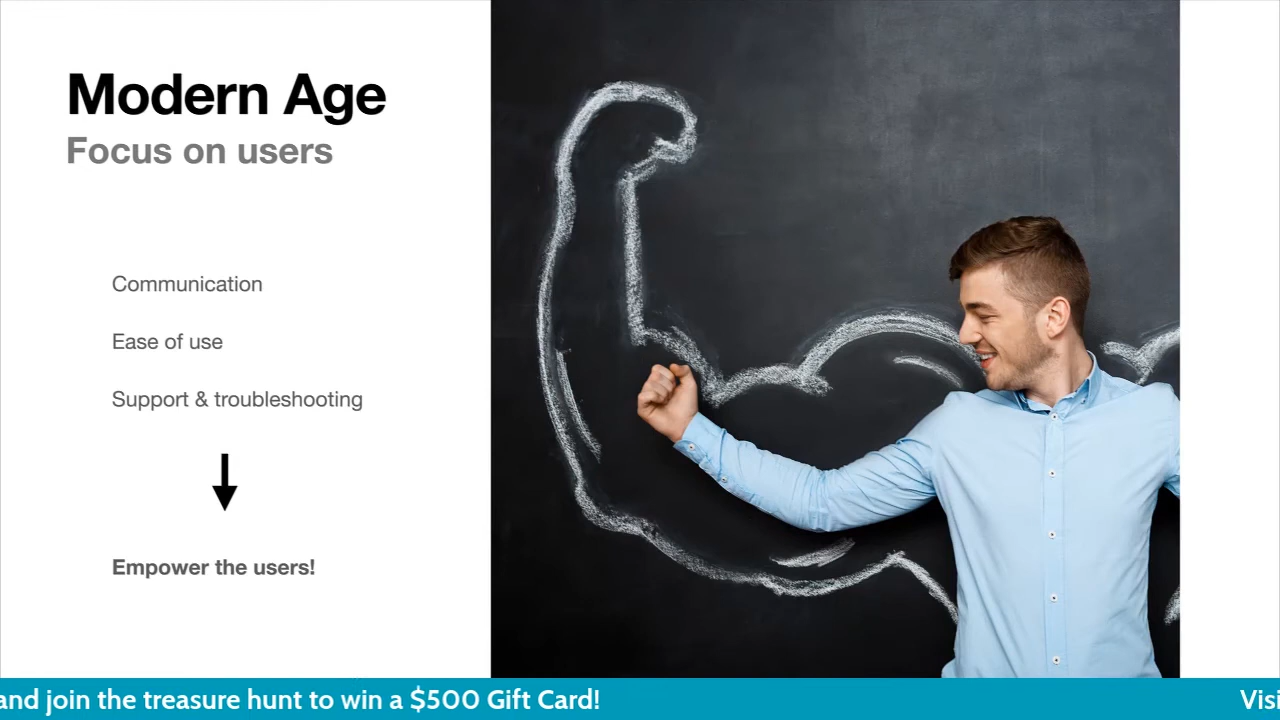 Modern Age
Focus on users
Communication
Ease of use
Support & troubleshooting
Empower the users!
and join the treasure hunt to win a $500 Gift Card!
Visi